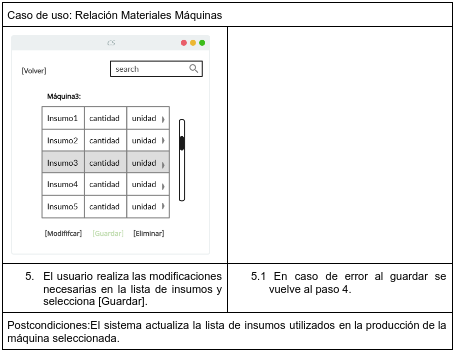 Caso de uso: Relación Materiales Máquinas
CS
[Volver]
search
Máquina3:
Insumo1 cantidad unidad
Insumo2 cantidad unidad
Insumo3 cantidad unidad
Insumo4 cantidad unidad
Insumo5 cantidad unidad
[Modififcar] [Guardar] [Eliminar]
5. El usuario realiza las modificaciones
necesarias en la lista de insumos y
selecciona [Guardar].
5.1 En caso de error al guardar se
vuelve al paso 4.
Postcondiciones:El sistema actualiza la lista de insumos utilizados en la producción de la
máquina seleccionada.